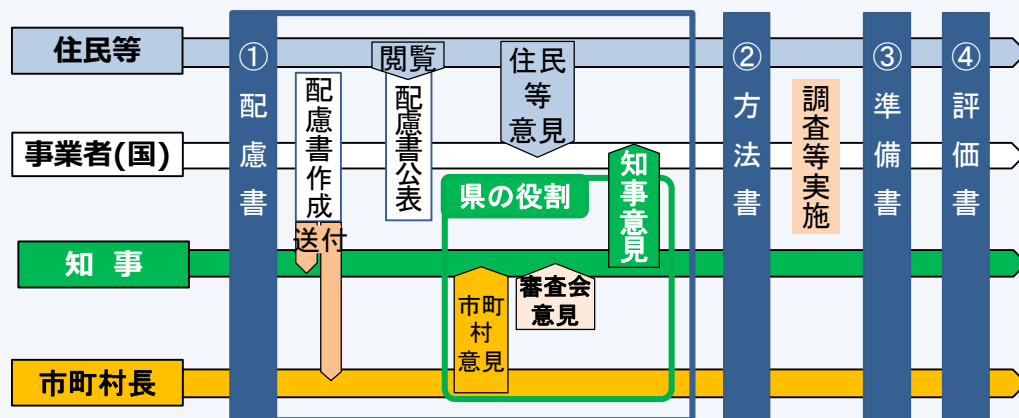 住民等
事業者(国)
知 事
市町村長
①配慮書
配慮書作成
送付
閲覧
配慮書公表
住民
等
意見
県の役割
知事意見
市町
村
意見
審査会
意見
②方法書
調査等実施
③準備書
④評価書